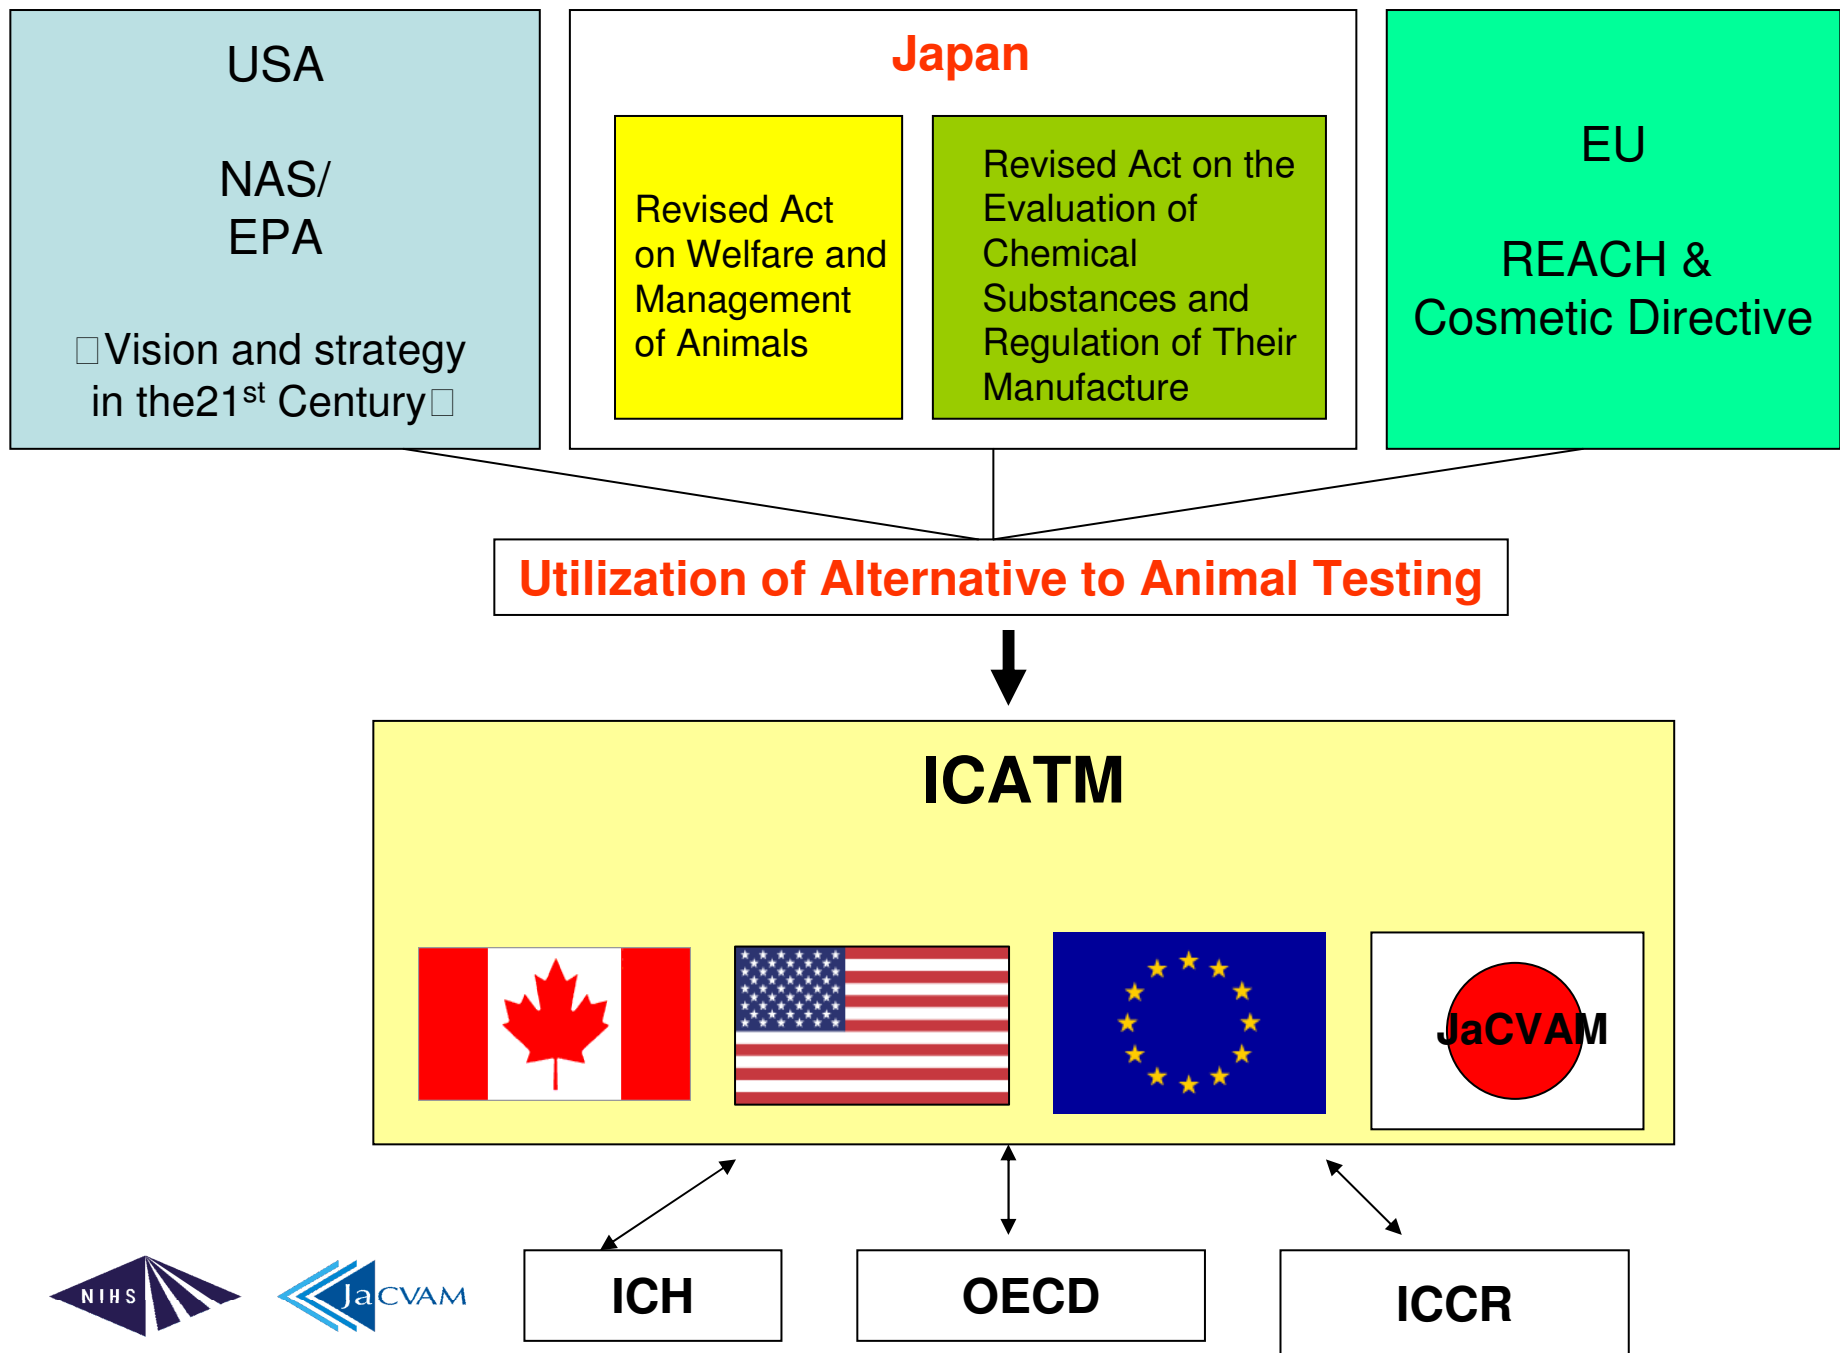 USA
NAS/
EPA
□Vision and strategy
in the21st Century□
Japan
Revised Act
on Welfare and
Management
of Animals
Revised Act on the
Evaluation of
Chemical
Substances and
Regulation of Their
Manufacture
EU
REACH &
Cosmetic Directive
Utilization of Alternative to Animal Testing
ICATM
JaCVAM
NIHS
JaCVAM
ICH
OECD
ICCR